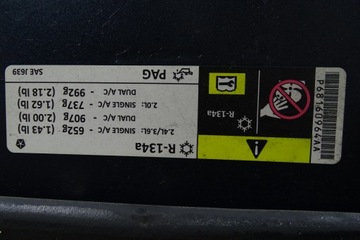 R-134a
2.4L/3.6L: SINGLE A/C 652g (1.43 lb)
DUAL A/C 907g (2.00 lb)
2.0L: SINGLE A/C 737g (1.62 lb)
DUAL A/C 992g (2.18 lb)
PAG
SAE J639
R-134a
P68160964AA